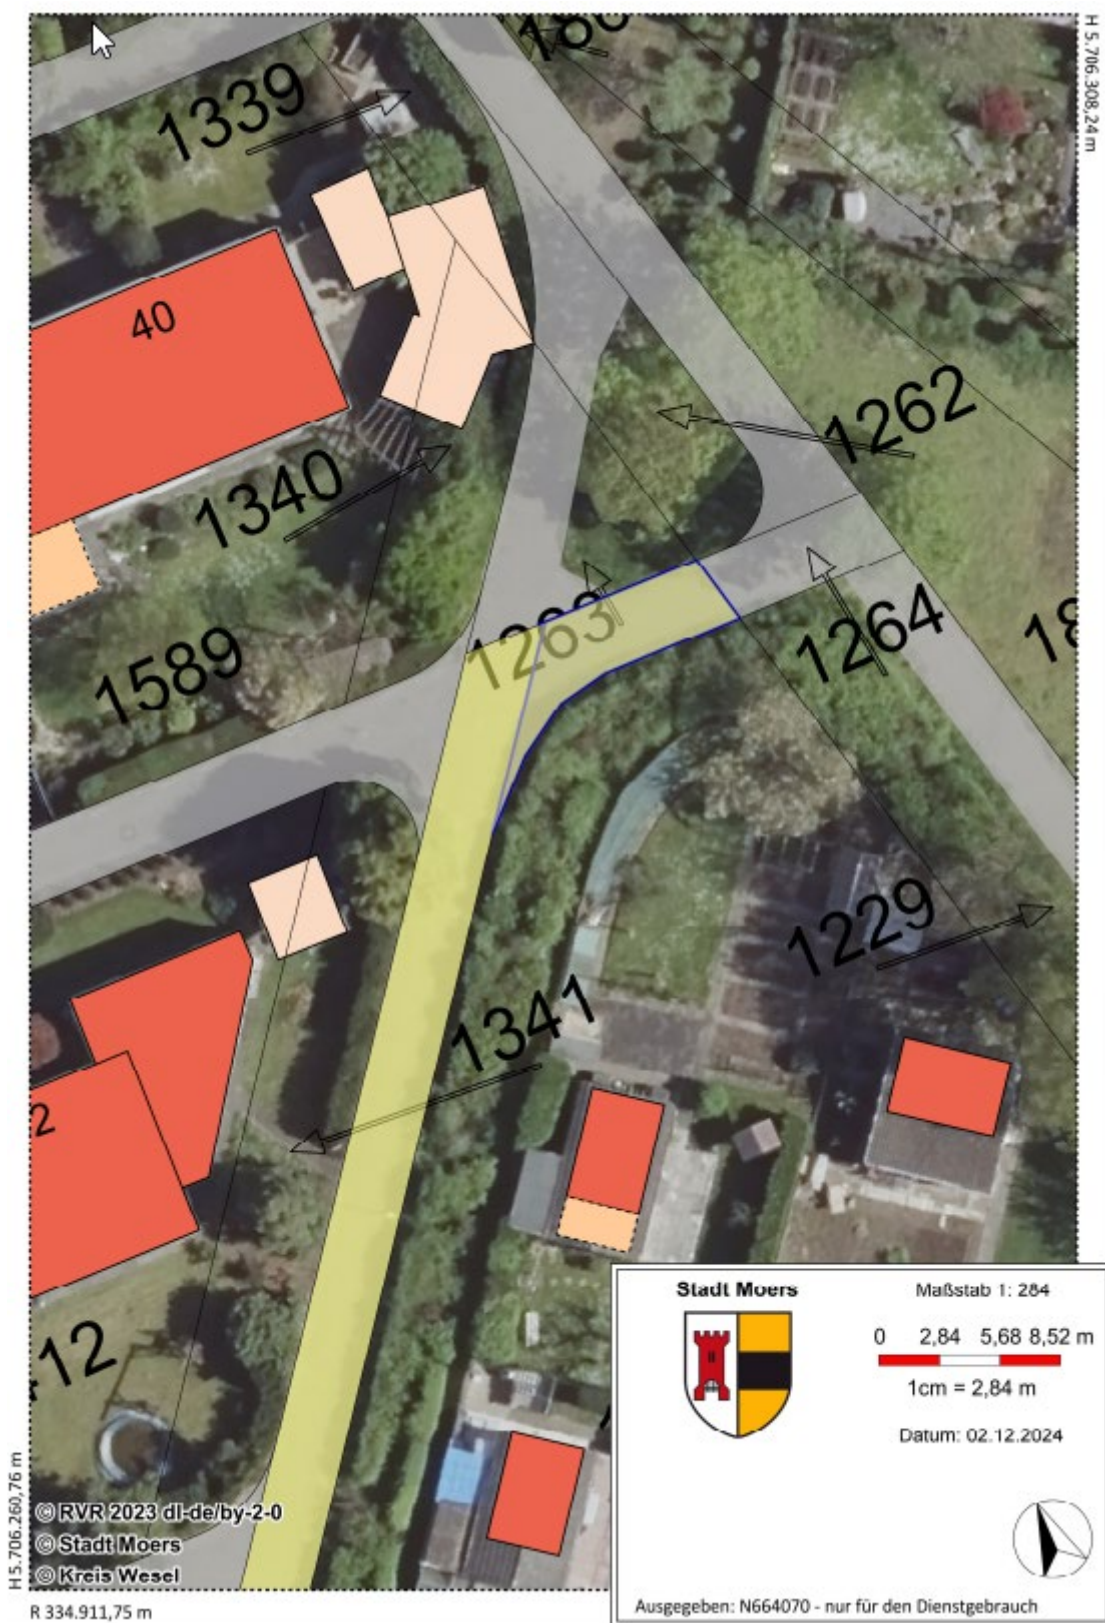 H 5.706.308,24 m
1339
40
1262
1340
1263
1264
1589
1229
1341
2
12
Stadt Moers
Maßstab 1: 284
0 2,84 5,68 8,52 m
1cm = 2,84 m
Datum: 02.12.2024
H 5.706.260,76 m
© RVR 2023 dl-de/by-2-0
© Stadt Moers
© Kreis Wesel
Ausgegeben: N664070 - nur für den Dienstgebrauch
R 334.911,75 m